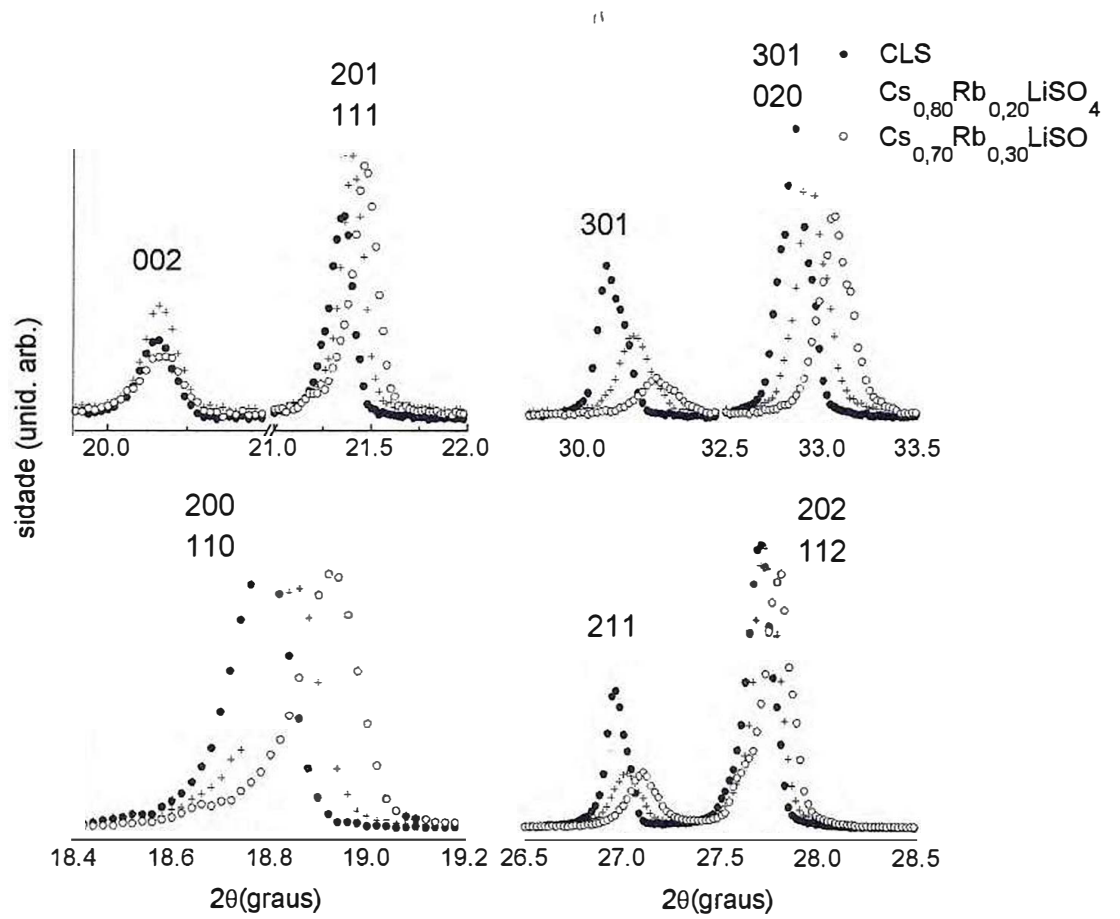 301 • CLS
020 Cs0,80Rb0,20LiSO4
○ Cs0,70Rb0,30LiSO
201
111
002
301
sidade (unid. arb.)
20.0 21.0 21.5 22.0
30.0 32.5 33.0 33.5
200
110
202
112
211
18.4 18.6 18.8 19.0 19.2
26.5 27.0 27.5 28.0 28.5
2θ(graus)
2θ(graus)